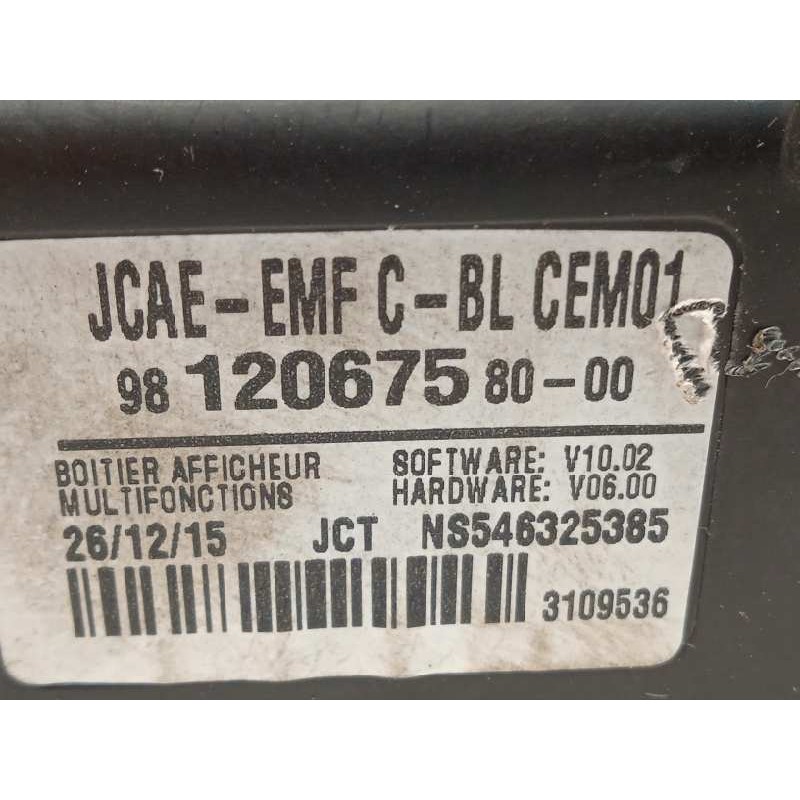 JCAE-EMF C-BL CEM01
98 120675 80-00
BOITIER AFFICHEUR SOFTWARE: V10.02
MULTIFONCTIONS HARDWARE: V06.00
26/12/15 JCT NS546325385
3109536